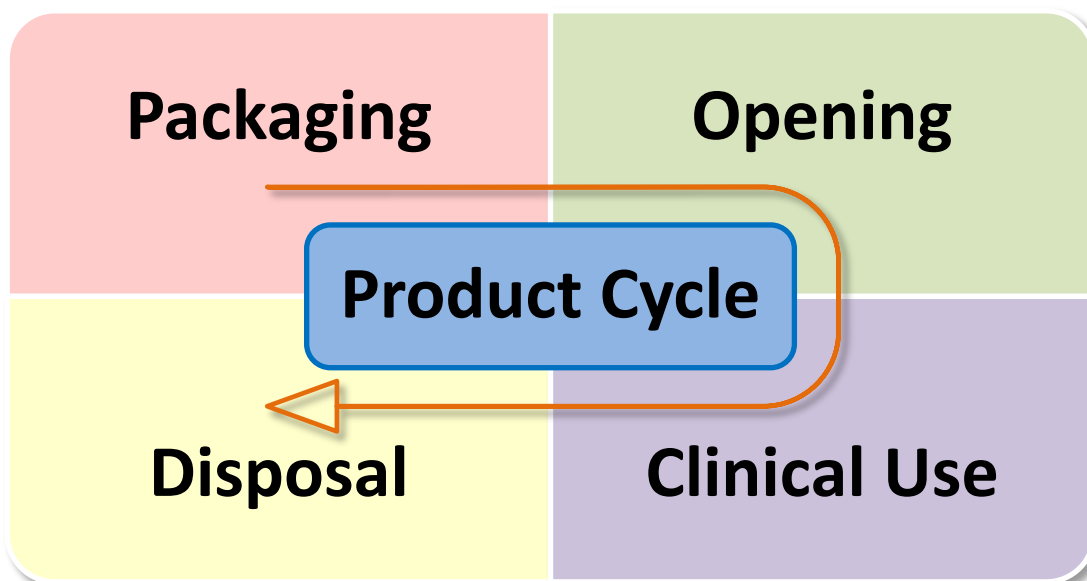 Packaging
Opening
Product Cycle
Disposal
Clinical Use